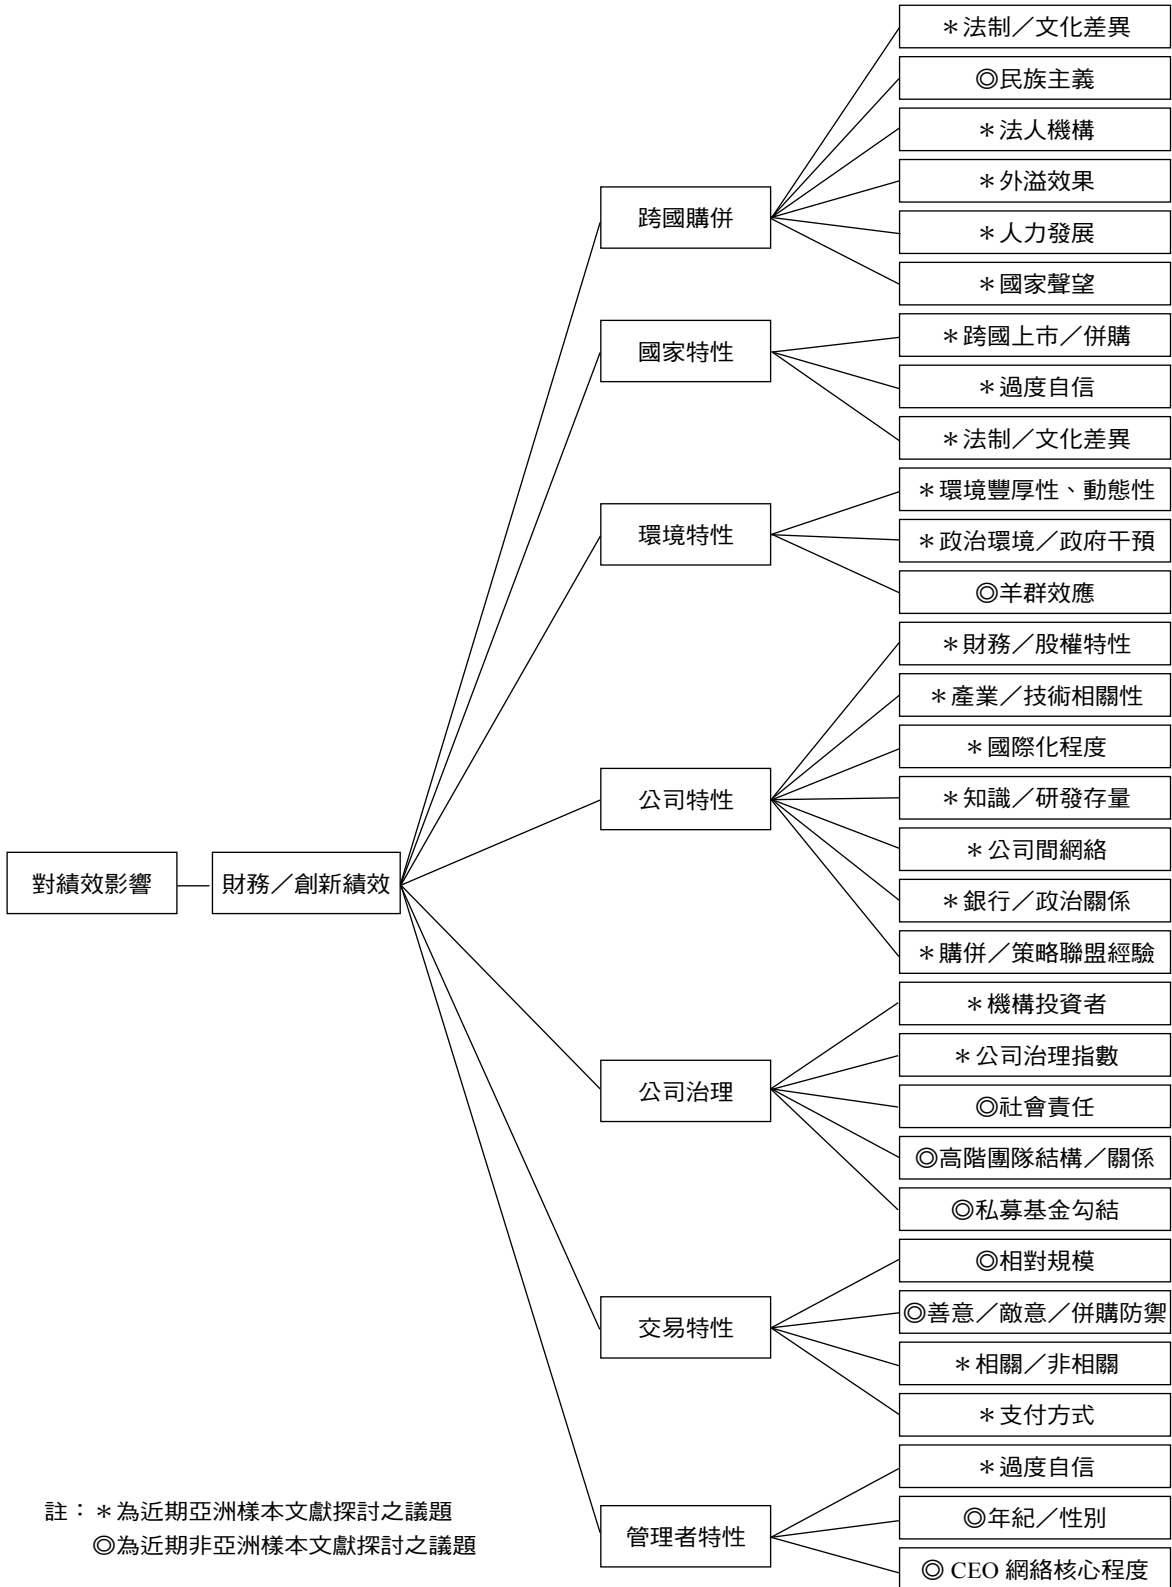 對績效影響
財務／創新績效
跨國購併
＊法制／文化差異
◎民族主義
＊法人機構
＊外溢效果
＊人力發展
＊國家聲望
國家特性
＊跨國上市／併購
＊過度自信
＊法制／文化差異
環境特性
＊環境豐厚性、動態性
＊政治環境／政府干預
◎羊群效應
公司特性
＊財務／股權特性
＊產業／技術相關性
＊國際化程度
＊知識／研發存量
＊公司間網絡
＊銀行／政治關係
＊購併／策略聯盟經驗
公司治理
＊機構投資者
＊公司治理指數
◎社會責任
◎高階團隊結構／關係
◎私募基金勾結
交易特性
◎相對規模
◎善意／敵意／併購防禦
＊相關／非相關
＊支付方式
管理者特性
＊過度自信
◎年紀／性別
◎ CEO 網絡核心程度
註：＊為近期亞洲樣本文獻探討之議題
◎為近期非亞洲樣本文獻探討之議題